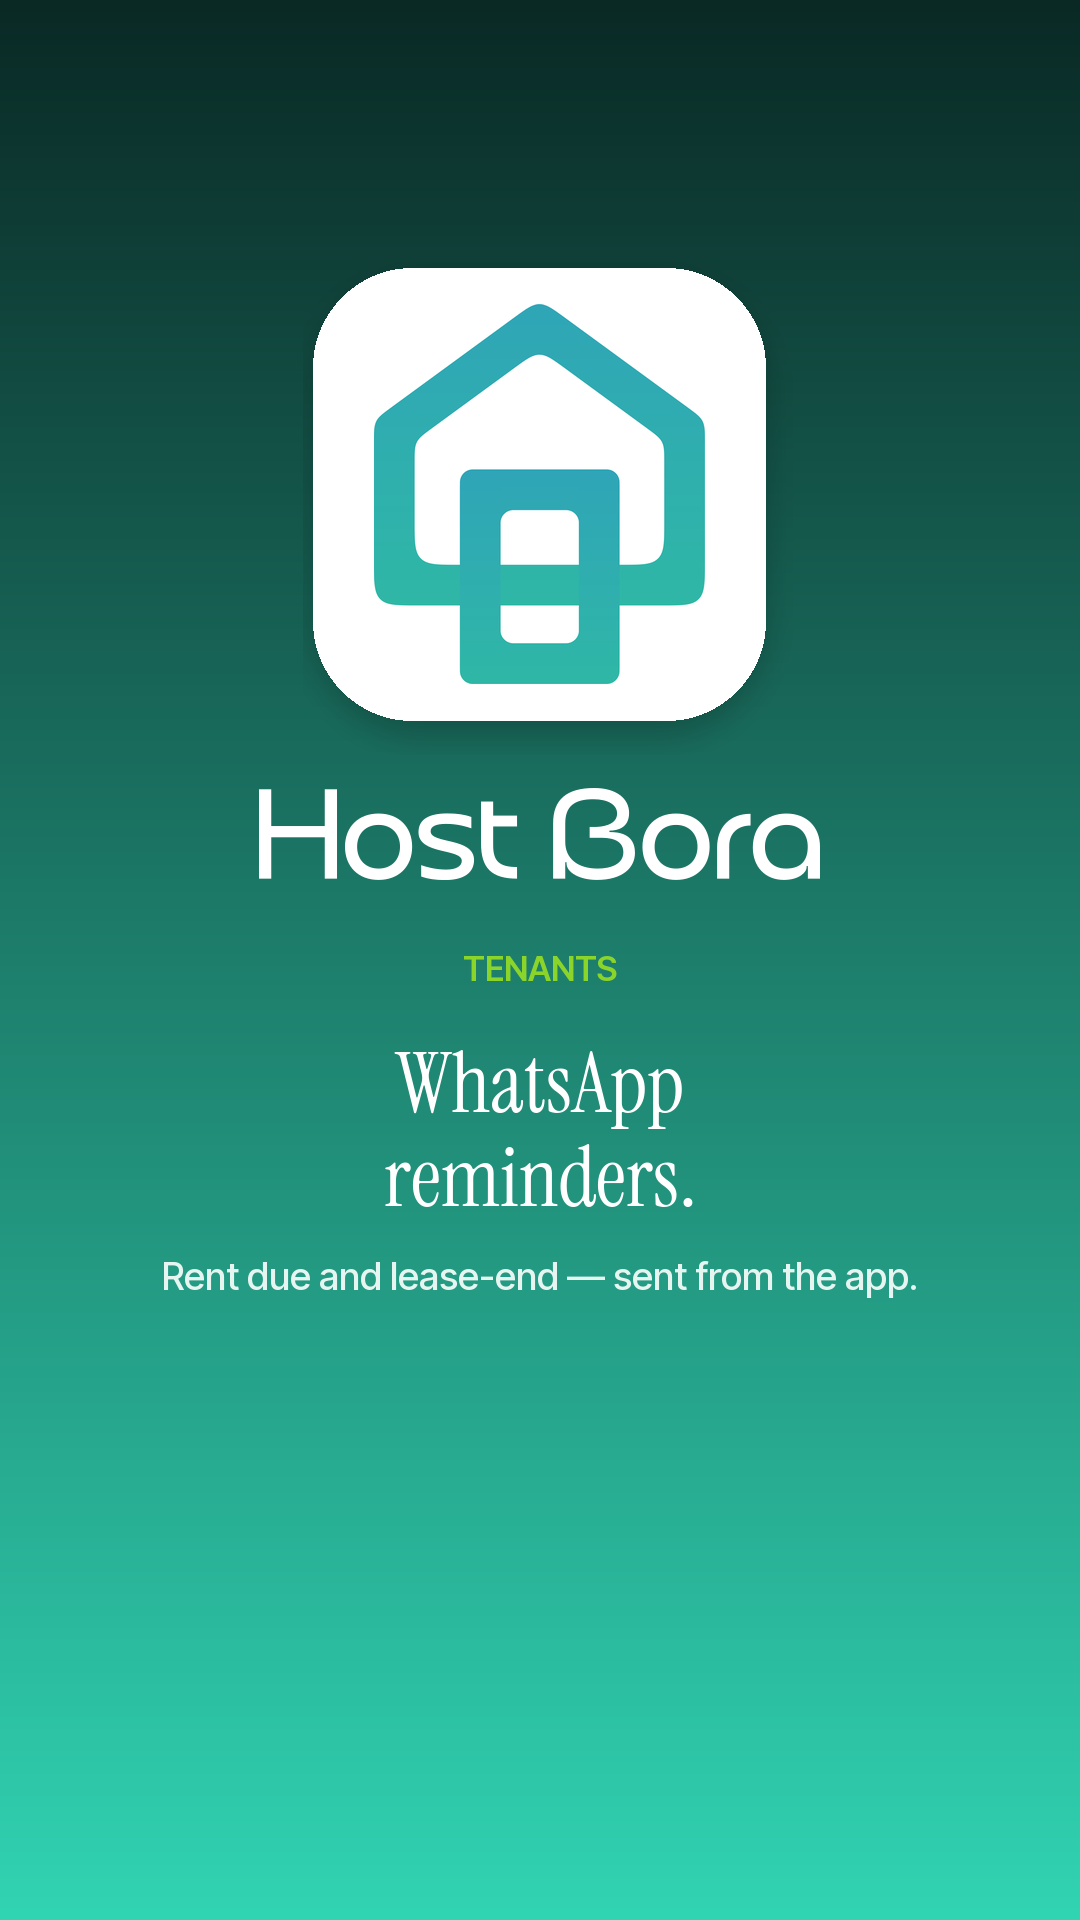 Host Bora
TENANTS
WhatsApp
reminders.
Rent due and lease-end — sent from the app.